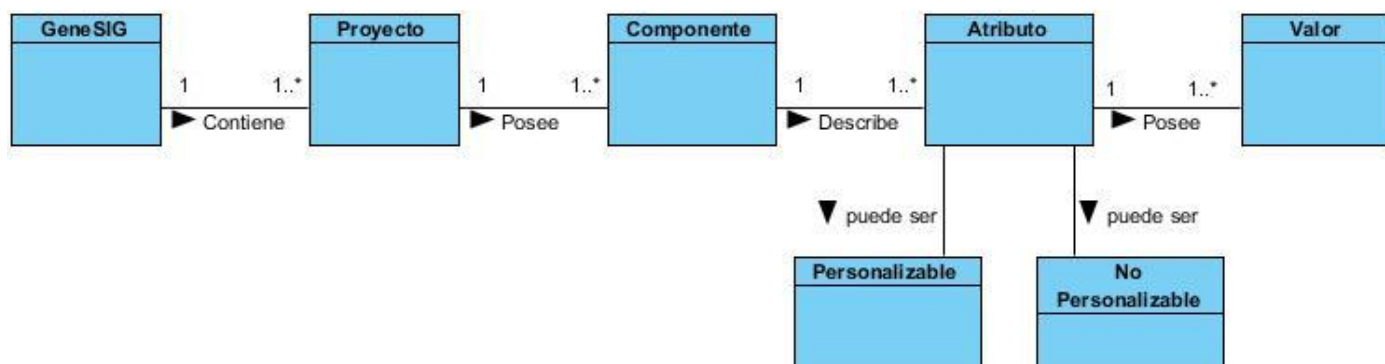 GeneSIG
Proyecto
Componente
Atributo
Valor
1
1..*
1
1..*
1
1..*
1
1..*
Contiene
Posee
Describe
Posee
puede ser
puede ser
Personalizable
No
Personalizable